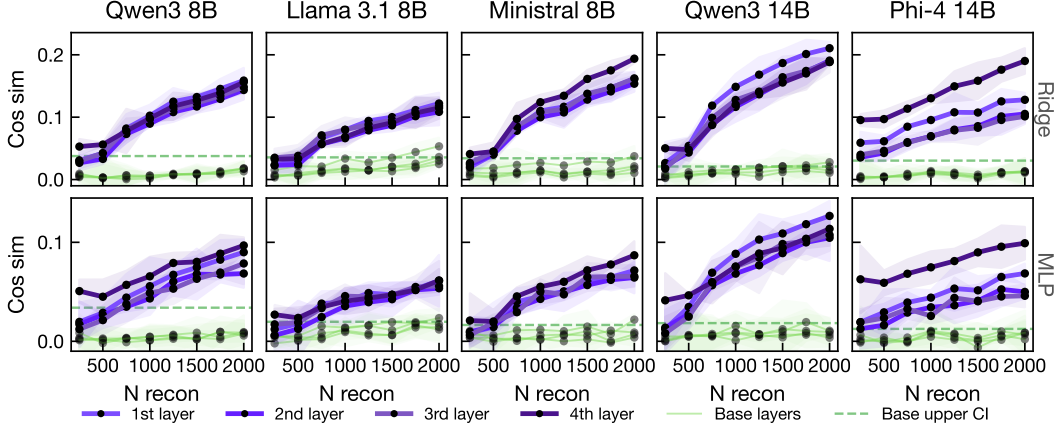 Qwen3 8B Llama 3.1 8B Ministral 8B Qwen3 14B Phi-4 14B
0.2
0.1
0.0
Cos sim
Ridge
0.1
0.0
Cos sim
MLP
500 1000 1500 2000 500 1000 1500 2000 500 1000 1500 2000 500 1000 1500 2000 500 1000 1500 2000
N recon N recon N recon N recon N recon
1st layer 2nd layer 3rd layer 4th layer Base layers Base upper CI